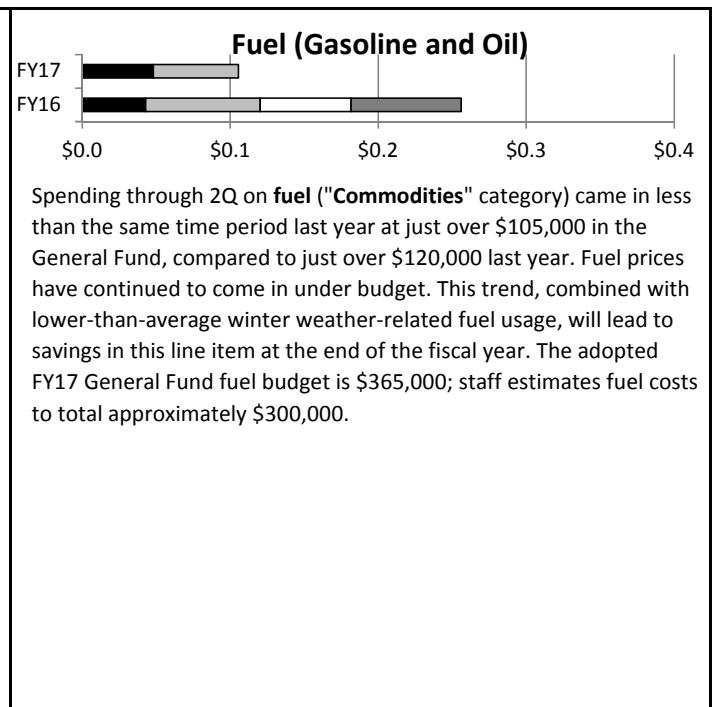 Fuel (Gasoline and Oil)
FY17
FY16
$0.0 $0.1 $0.2 $0.3 $0.4
Spending through 2Q on fuel ("Commodities" category) came in less
than the same time period last year at just over $105,000 in the
General Fund, compared to just over $120,000 last year. Fuel prices
have continued to come in under budget. This trend, combined with
lower-than-average winter weather-related fuel usage, will lead to
savings in this line item at the end of the fiscal year. The adopted
FY17 General Fund fuel budget is $365,000; staff estimates fuel costs
to total approximately $300,000.